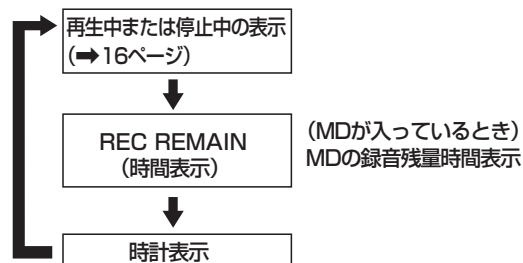 再生中または停止中の表示
(➡16ページ)
REC REMAIN
(時間表示)
(MDが入っているとき)
MDの録音残量時間表示
時計表示